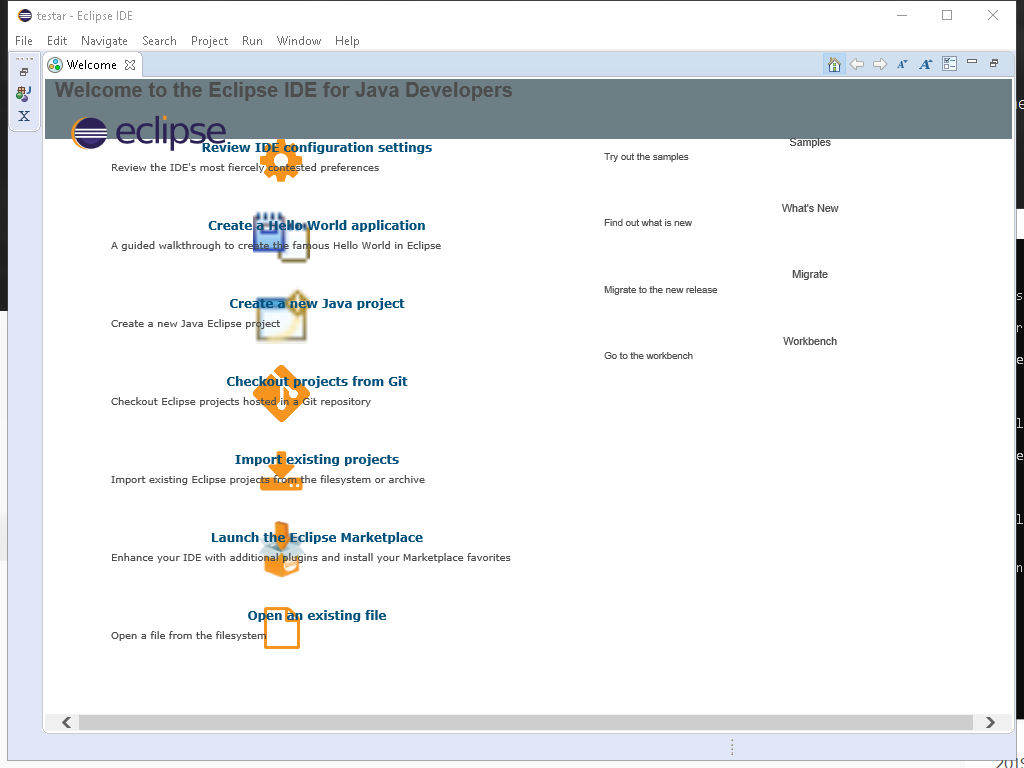 testar - Eclipse IDE
File Edit Navigate Search Project Run Window Help
Welcome
Welcome to the Eclipse IDE for Java Developers
eclipse
Review IDE configuration settings
Review the IDE's most fiercely contested preferences
Create a Hello World application
A guided walkthrough to create the famous Hello World in Eclipse
Create a new Java project
Create a new Java Eclipse project
Checkout projects from Git
Checkout Eclipse projects hosted in a Git repository
Import existing projects
Import existing Eclipse projects from the filesystem or archive
Launch the Eclipse Marketplace
Enhance your IDE with additional plugins and install your Marketplace favorites
Open an existing file
Open a file from the filesystem
Samples
Try out the samples
What's New
Find out what is new
Migrate
Migrate to the new release
Workbench
Go to the workbench